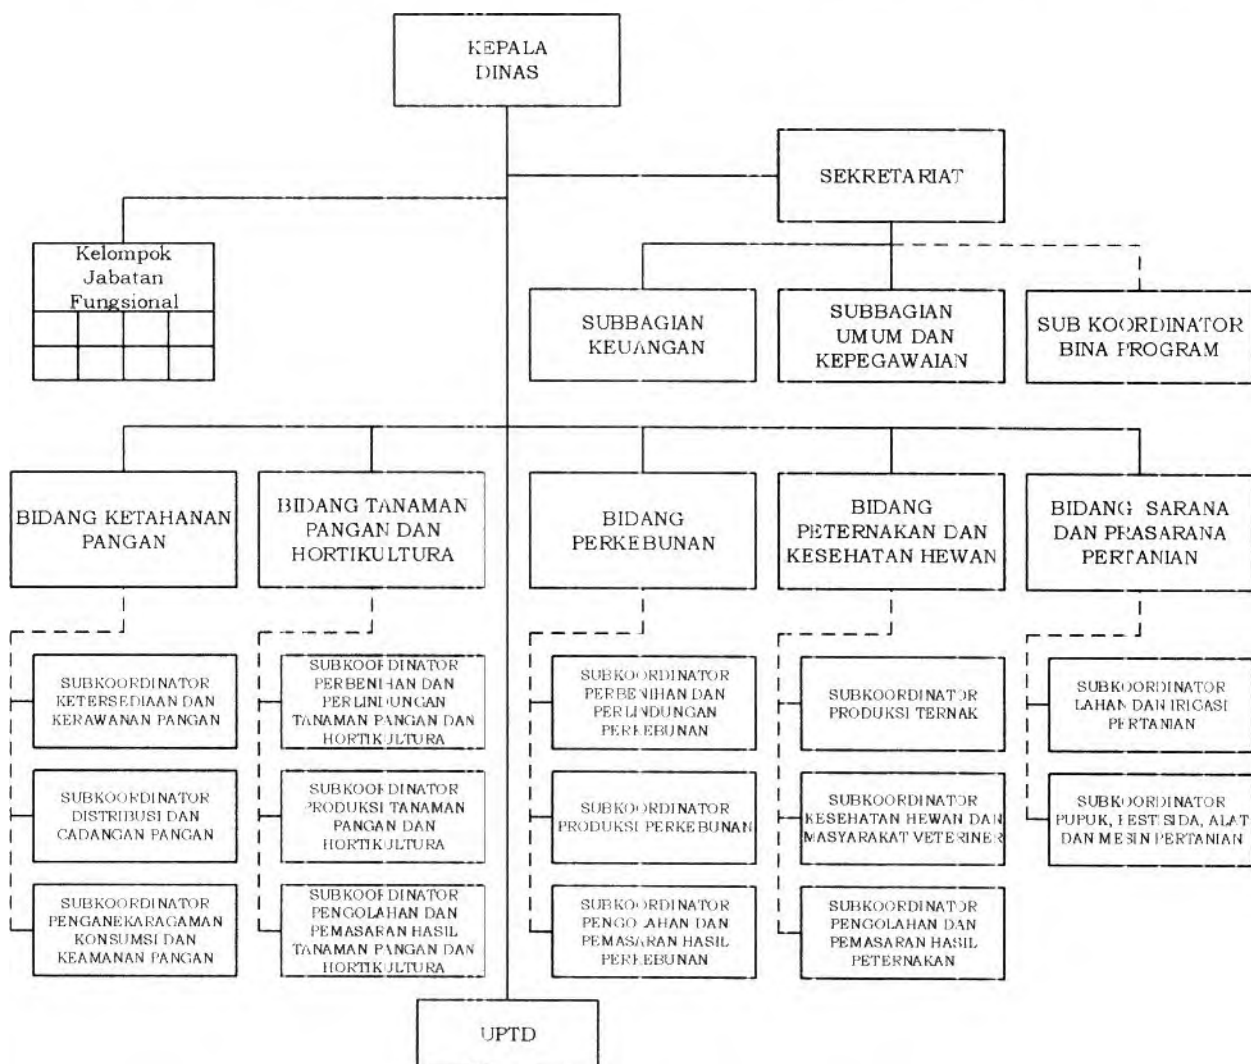 KEPALA
DINAS
SEKRETARIAT
Kelompok
Jabatan
Fungsional
SUBBAGIAN
KEUANGAN
SUBBAGIAN
UMUM DAN
KEPEGAWAIAN
SUB KOORDINATOR
BINA PROGRAM
BIDANG KETAHANAN
PANGAN
BIDANG TANAMAN
PANGAN DAN
HORTIKULTURA
BIDANG
PERKEBUNAN
BIDANG
PETERNAKAN DAN
KESEHATAN HEWAN
BIDANG SARANA
DAN PRASARANA
PERTANIAN
SUBKOORDINATOR
KETERSEDIAAN DAN
KERAWANAN PANGAN
SUBKOORDINATOR
PERBENIHAN DAN
PERLINDUNGAN
TANAMAN PANGAN DAN
HORTIKULTURA
SUBKOORDINATOR
PERBENIHAN DAN
PERLINDUNGAN
PERKEBUNAN
SUBKOORDINATOR
PRODUKSI TERNAK
SUBKOORDINATOR
LAHAN DAN IRIGASI
PERTANIAN
SUBKOORDINATOR
DISTRIBUSI DAN
CADANGAN PANGAN
SUBKOORDINATOR
PRODUKSI TANAMAN
PANGAN DAN
HORTIKULTURA
SUBKOORDINATOR
PRODUKSI PERKEBUNAN
SUBKOORDINATOR
KESEHATAN HEWAN DAN
MASYARAKAT VETERINER
SUBKOORDINATOR
PUPUK, PESTISIDA, ALAT
DAN MESIN PERTANIAN
SUBKOORDINATOR
PENGANEKARAGAMAN
KONSUMSI DAN
KEAMANAN PANGAN
SUBKOORDINATOR
PENGOLAHAN DAN
PEMASARAN HASIL
TANAMAN PANGAN DAN
HORTIKULTURA
SUBKOORDINATOR
PENGOLAHAN DAN
PEMASARAN HASIL
PERKEBUNAN
SUBKOORDINATOR
PENGOLAHAN DAN
PEMASARAN HASIL
PETERNAKAN
UPTD